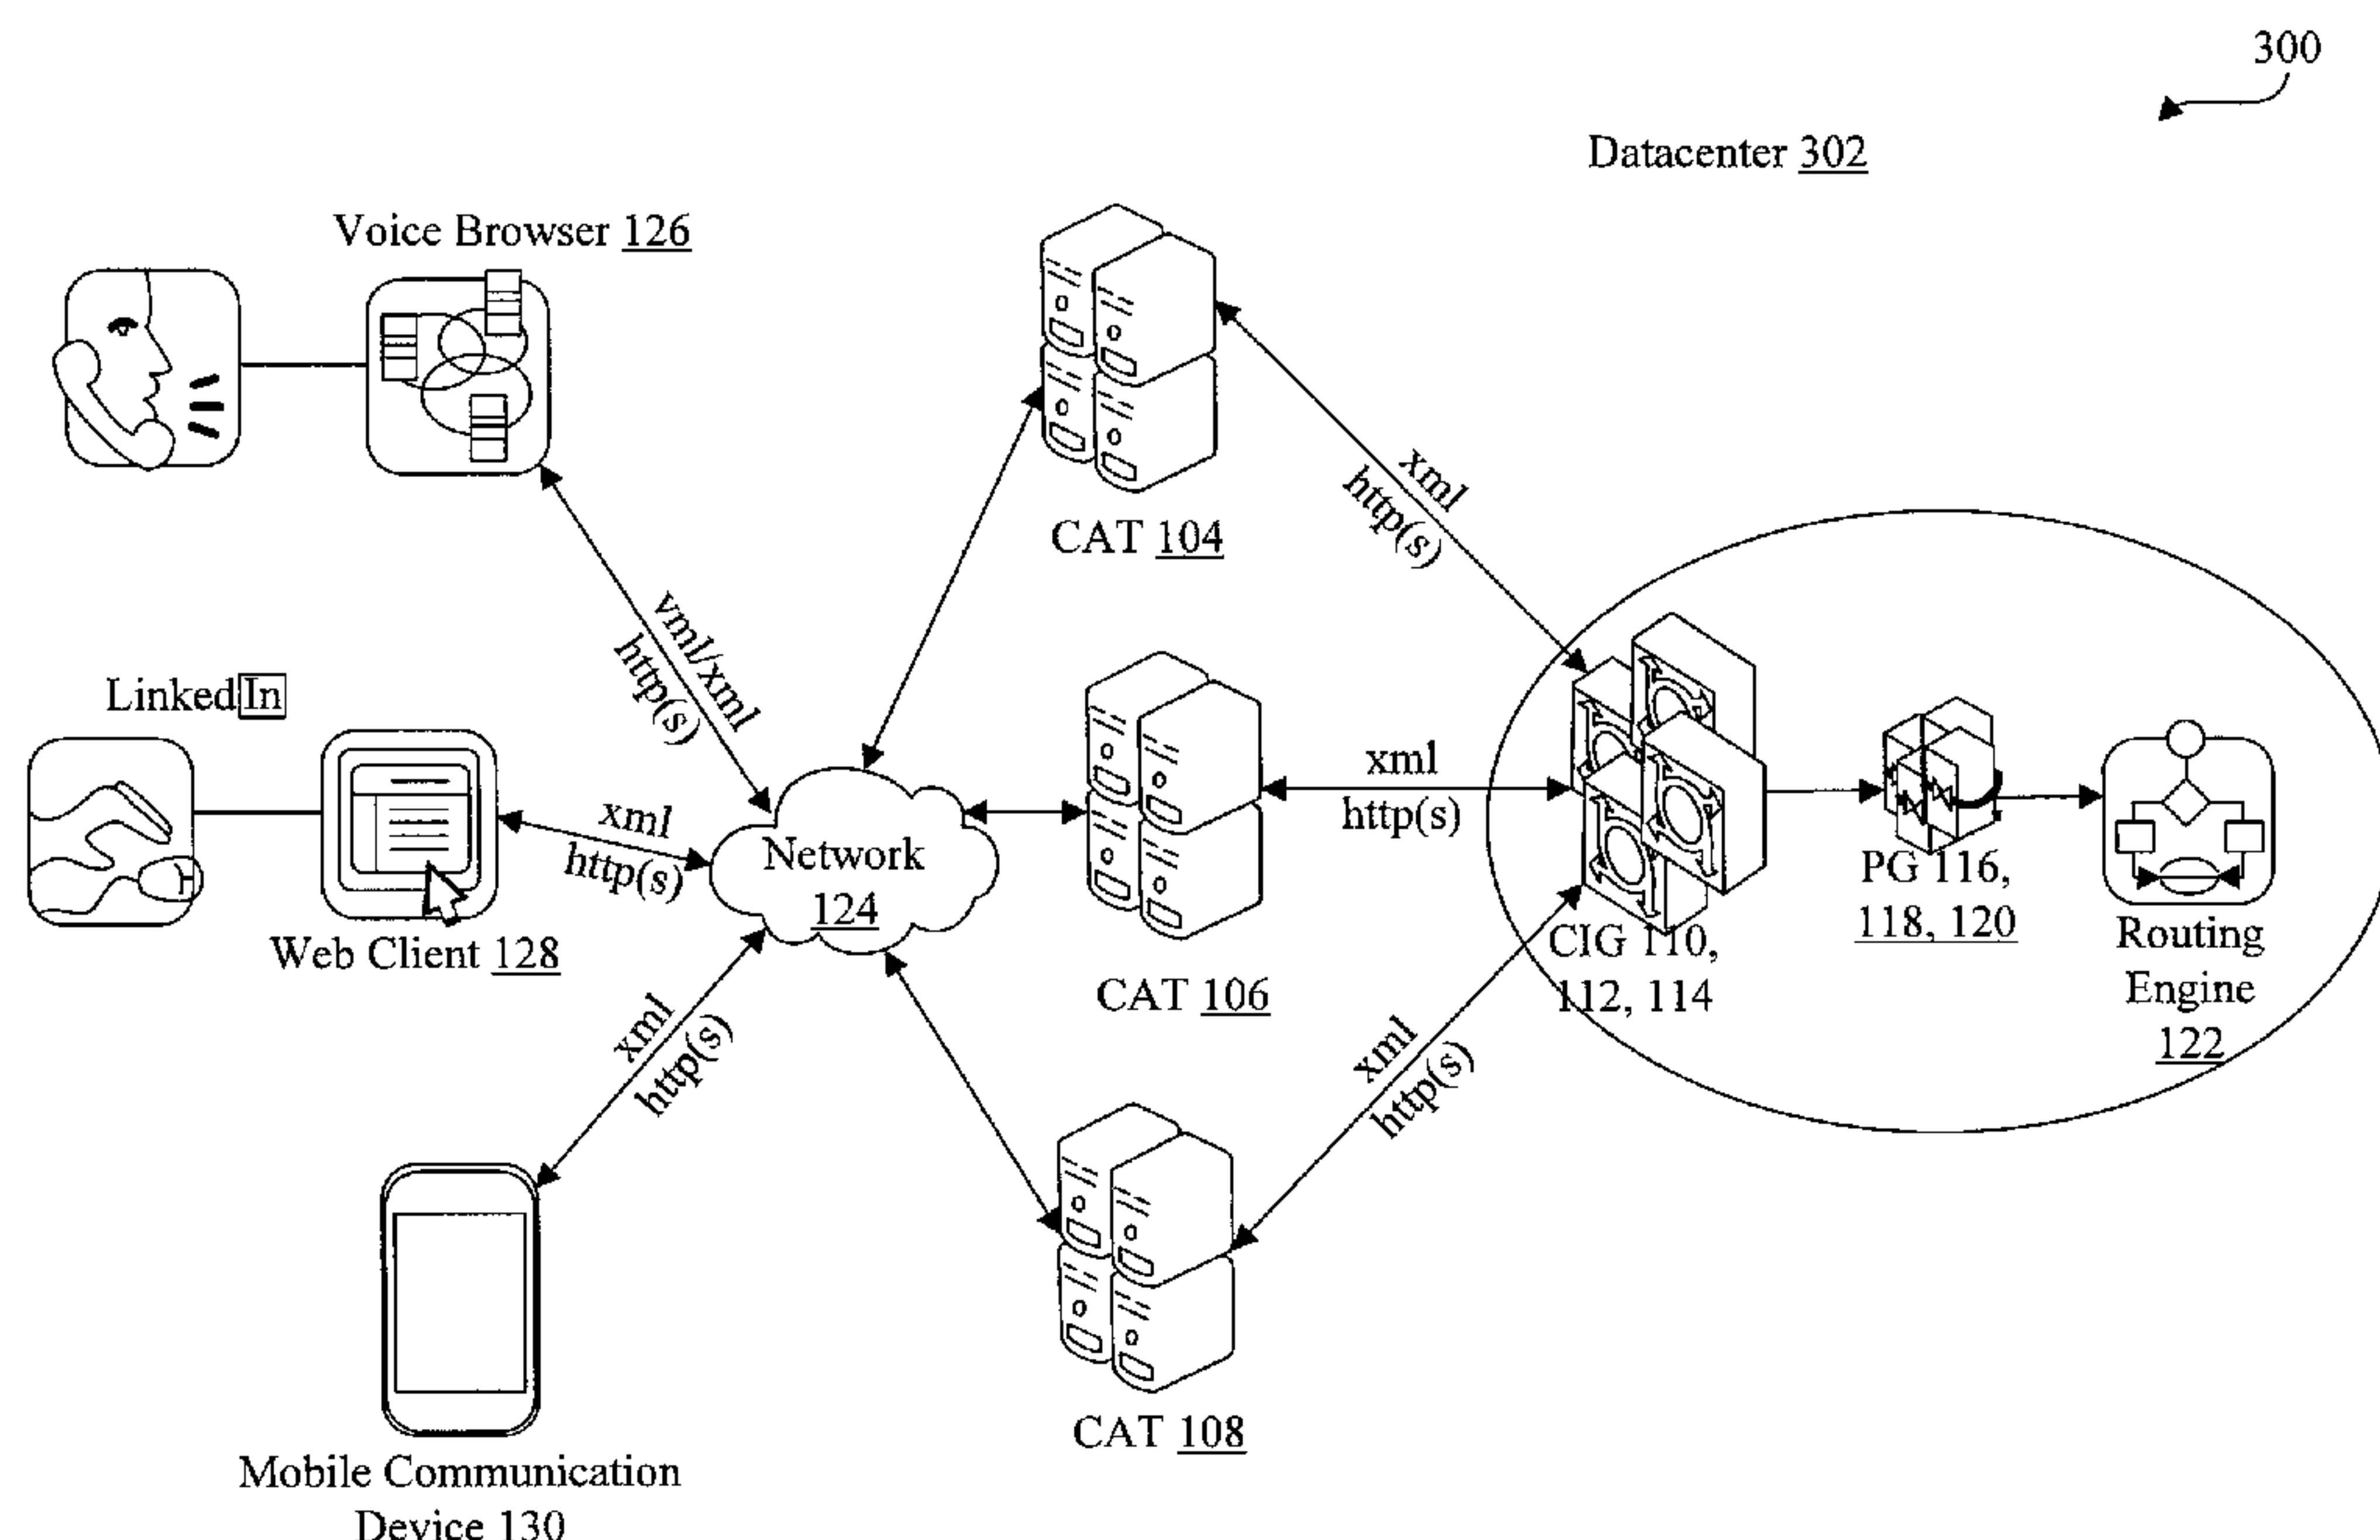 300
Datacenter 302
Voice Browser 126
CAT 104
xml
http(s)
vml/xml
http(s)
LinkedIn
xml
http(s)
Network
124
xml
http(s)
Web Client 128
CAT 106
CIG 110,
112, 114
PG 116,
118, 120
Routing
Engine
122
xml
http(s)
xml
http(s)
CAT 108
Mobile Communication
Device 130